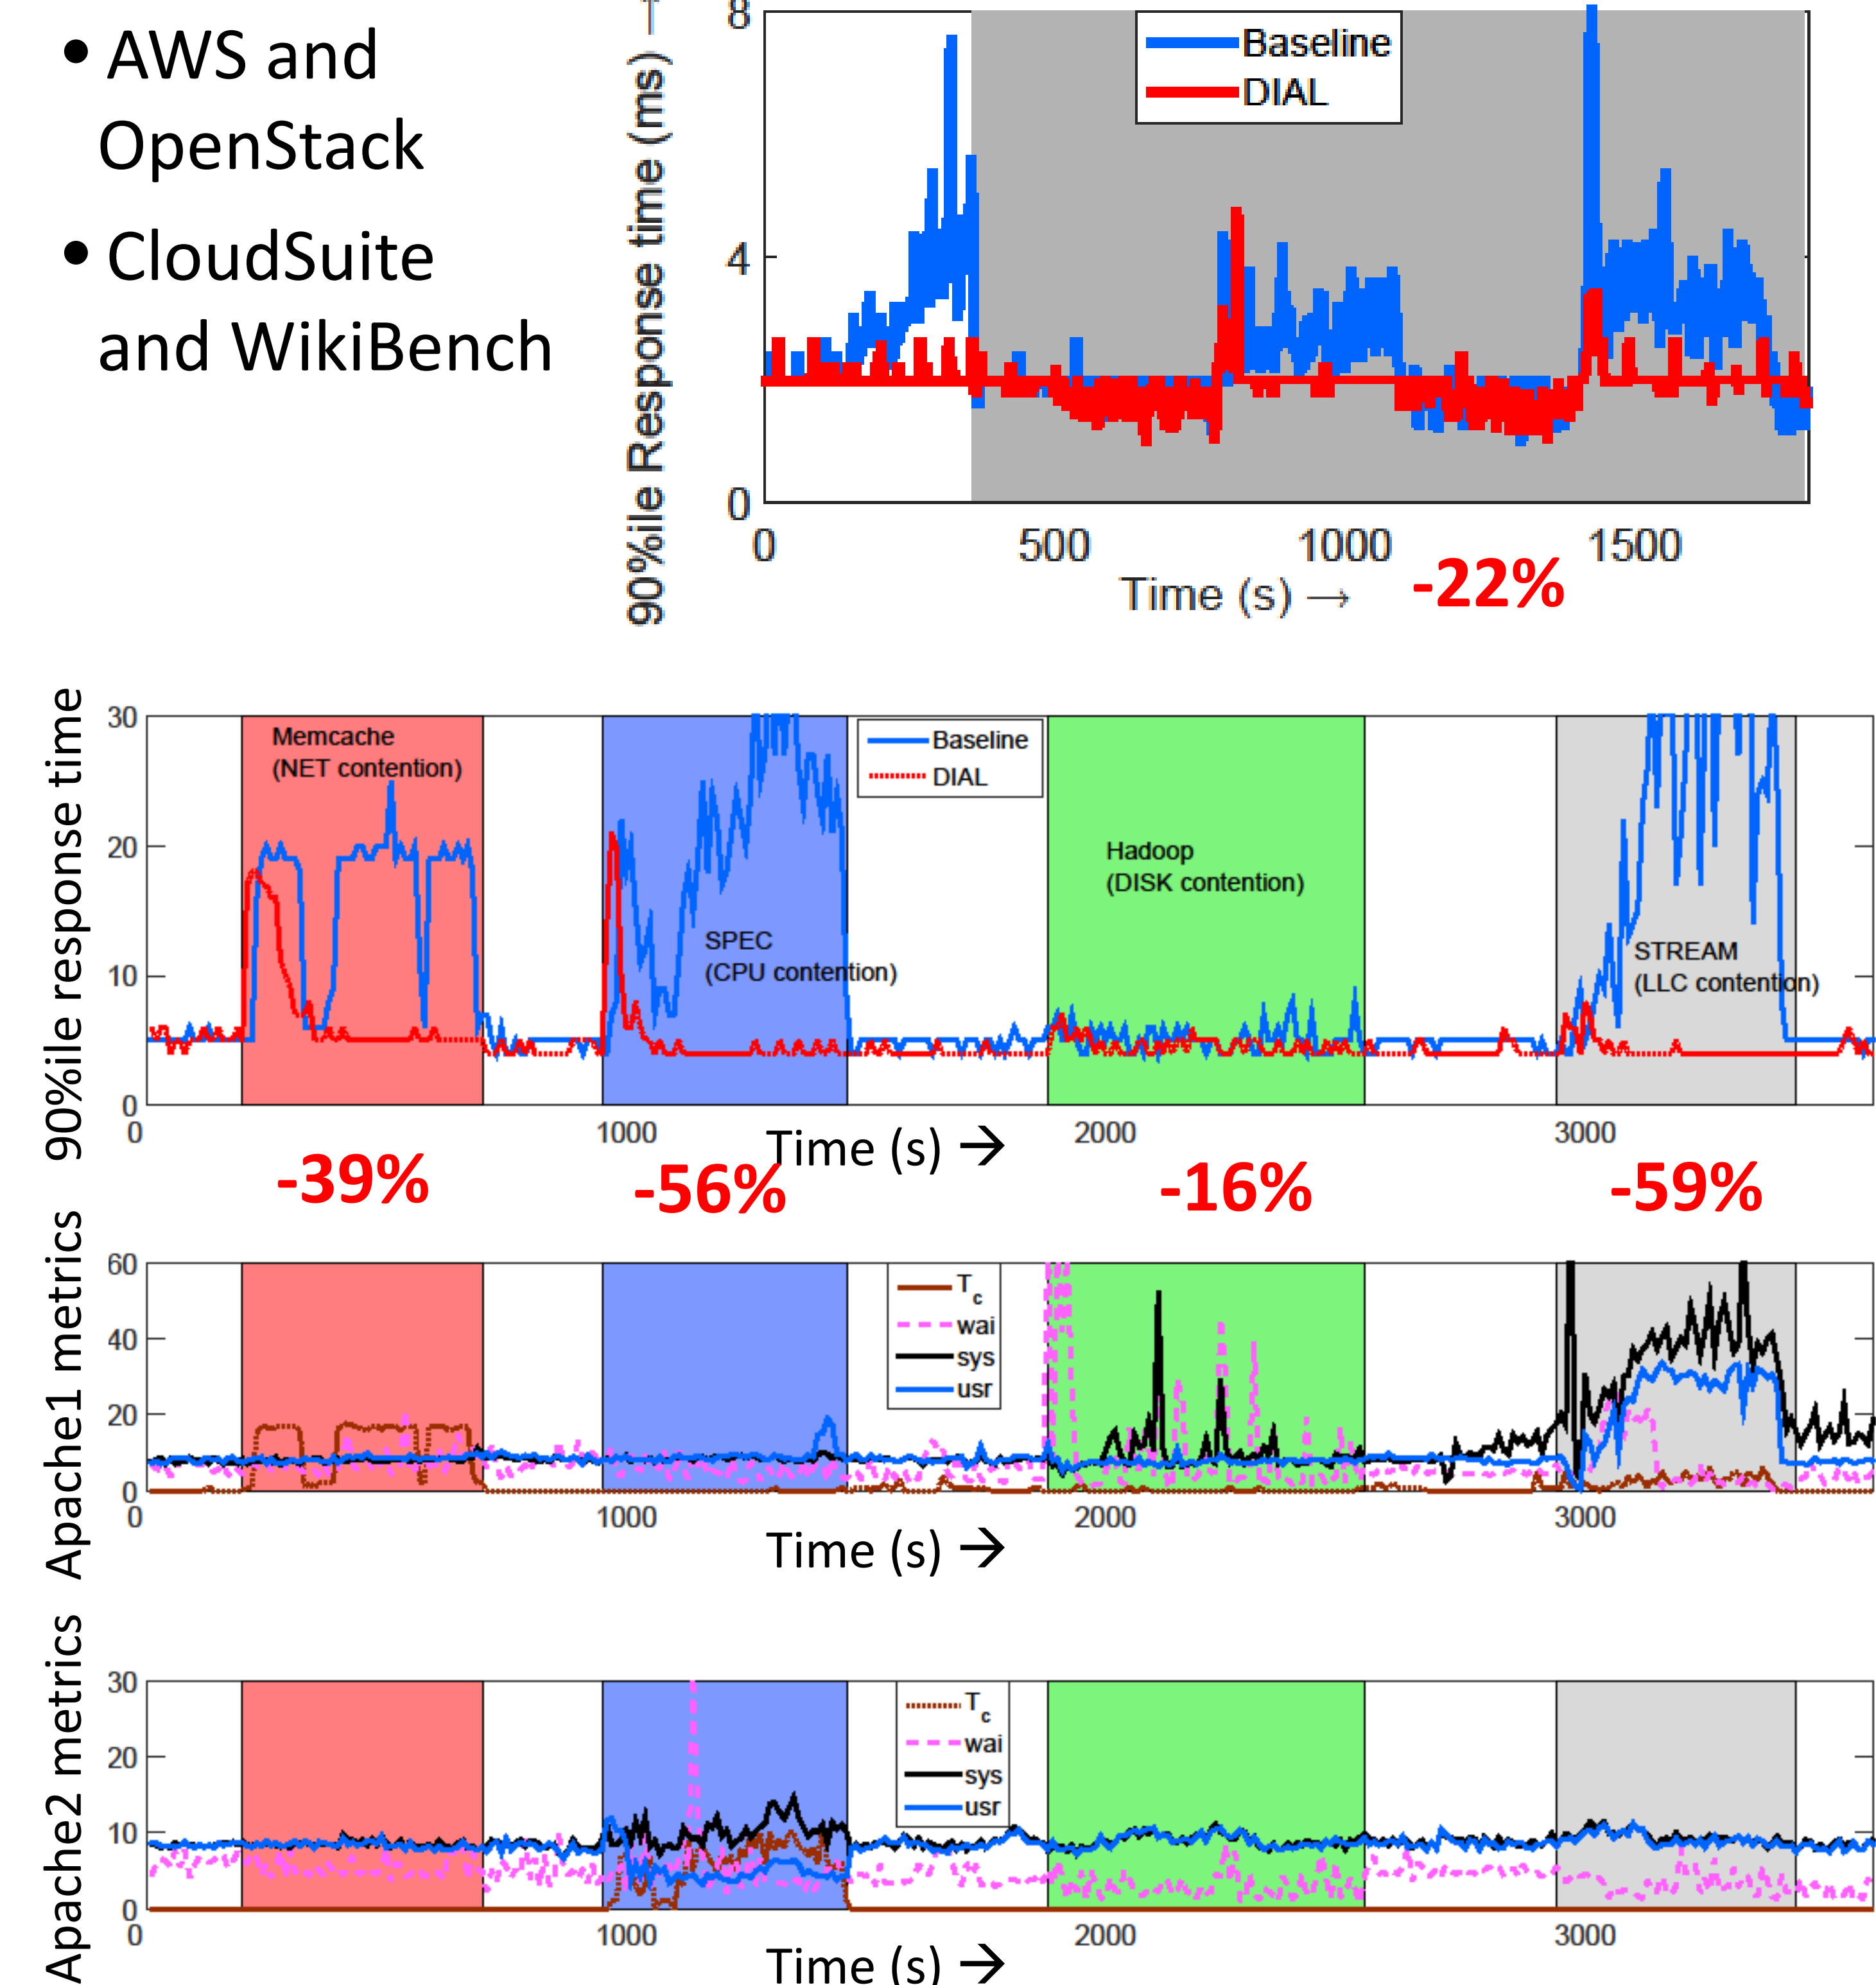 • AWS and
OpenStack
• CloudSuite
and WikiBench
90%ile Response time (ms) →
8
4
0
Baseline
DIAL
0 500 1000 1500
Time (s) →
-22%
90%ile response time
30
20
10
0
Memcache
(NET contention)
Baseline
DIAL
SPEC
(CPU contention)
Hadoop
(DISK contention)
STREAM
(LLC contention)
0 1000 2000 3000
Time (s) →
-39% -56% -16% -59%
Apache1 metrics
60
40
20
0
Tc
wai
sys
usr
0 1000 2000 3000
Time (s) →
Apache2 metrics
30
20
10
0
Tc
wai
sys
usr
0 1000 2000 3000
Time (s) →